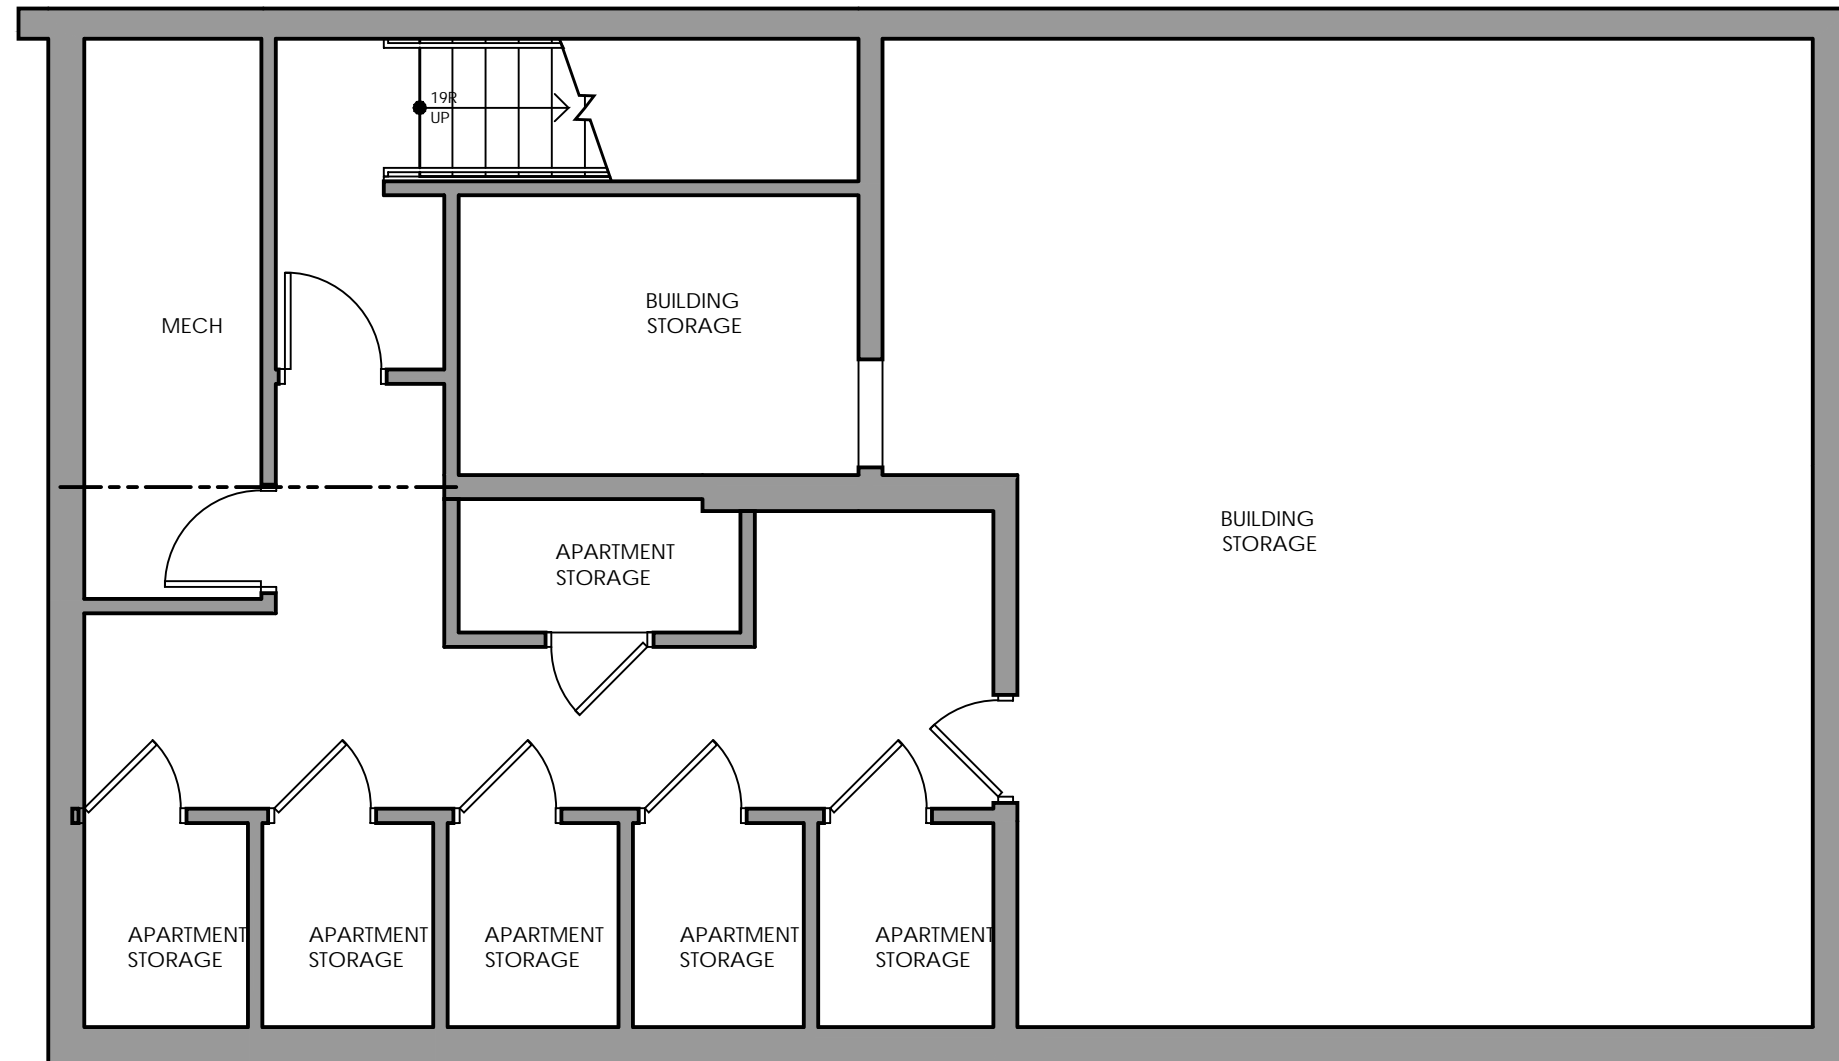 19R
UP
MECH
BUILDING
STORAGE
BUILDING
STORAGE
APARTMENT
STORAGE
APARTMENT
STORAGE
APARTMENT
STORAGE
APARTMENT
STORAGE
APARTMENT
STORAGE
APARTMENT
STORAGE